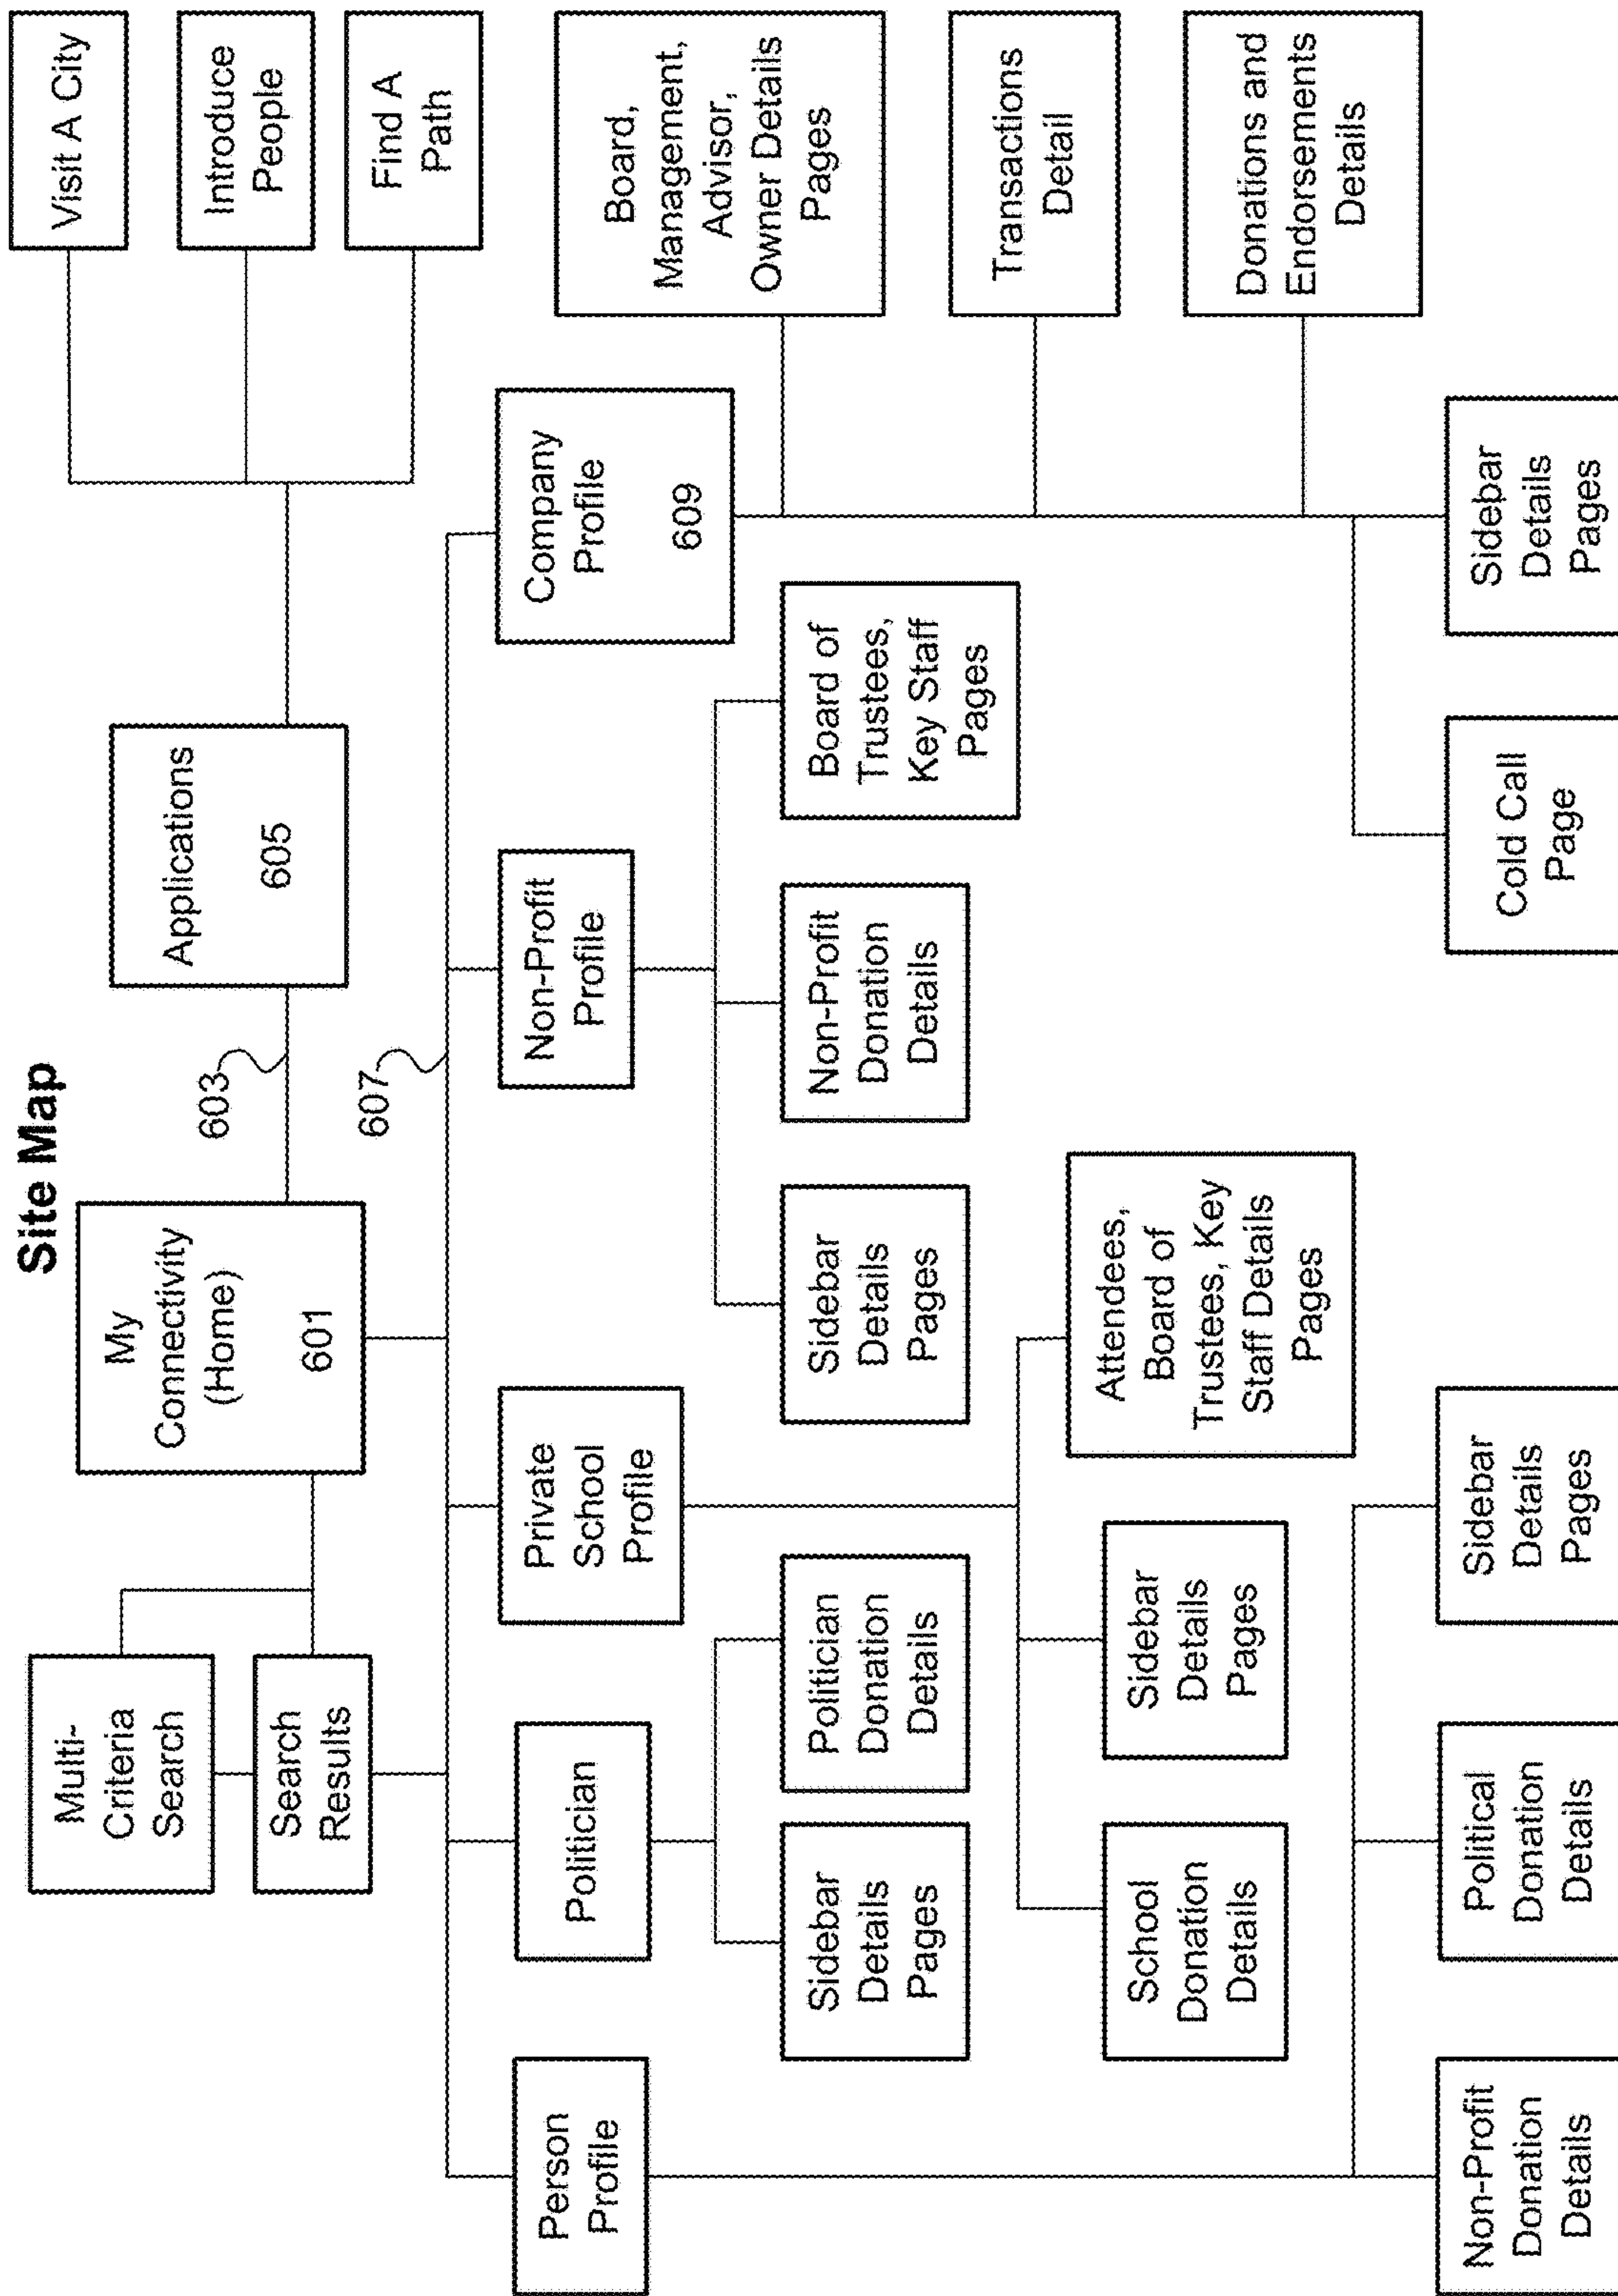 Site Map
Multi-
Criteria
Search
Search
Results
My
Connectivity
(Home)
601
603
Applications
605
Visit A City
Introduce
People
Find A
Path
607
Person
Profile
Politician
Private
School
Profile
Non-Profit
Profile
Company
Profile
609
Sidebar
Details
Pages
Politician
Donation
Details
Sidebar
Details
Pages
Non-Profit
Donation
Details
Board of
Trustees,
Key Staff
Pages
Board,
Management,
Advisor,
Owner Details
Pages
School
Donation
Details
Sidebar
Details
Pages
Attendees,
Board of
Trustees, Key
Staff Details
Pages
Transactions
Detail
Donations and
Endorsements
Details
Non-Profit
Donation
Details
Political
Donation
Details
Sidebar
Details
Pages
Cold Call
Page
Sidebar
Details
Pages